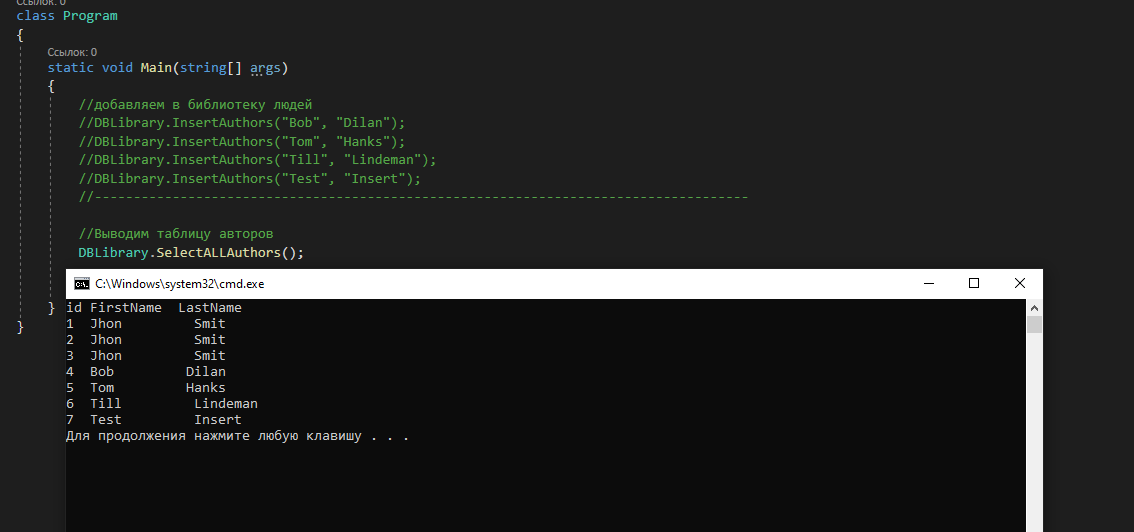 Ссылок: 0
class Program
{
Ссылок: 0
static void Main(string[] args)
{
//добавляем в библиотеку людей
//DBLibrary.InsertAuthors("Bob", "Dilan");
//DBLibrary.InsertAuthors("Tom", "Hanks");
//DBLibrary.InsertAuthors("Till", "Lindeman");
//DBLibrary.InsertAuthors("Test", "Insert");
//------------------------------------------------------------------------------------
//Выводим таблицу авторов
DBLibrary.SelectALLAuthors();
}
}
C:\Windows\system32\cmd.exe
id FirstName  LastName
1  Jhon         Smit
2  Jhon         Smit
3  Jhon         Smit
4  Bob         Dilan
5  Tom         Hanks
6  Till         Lindeman
7  Test         Insert
Для продолжения нажмите любую клавишу . . .